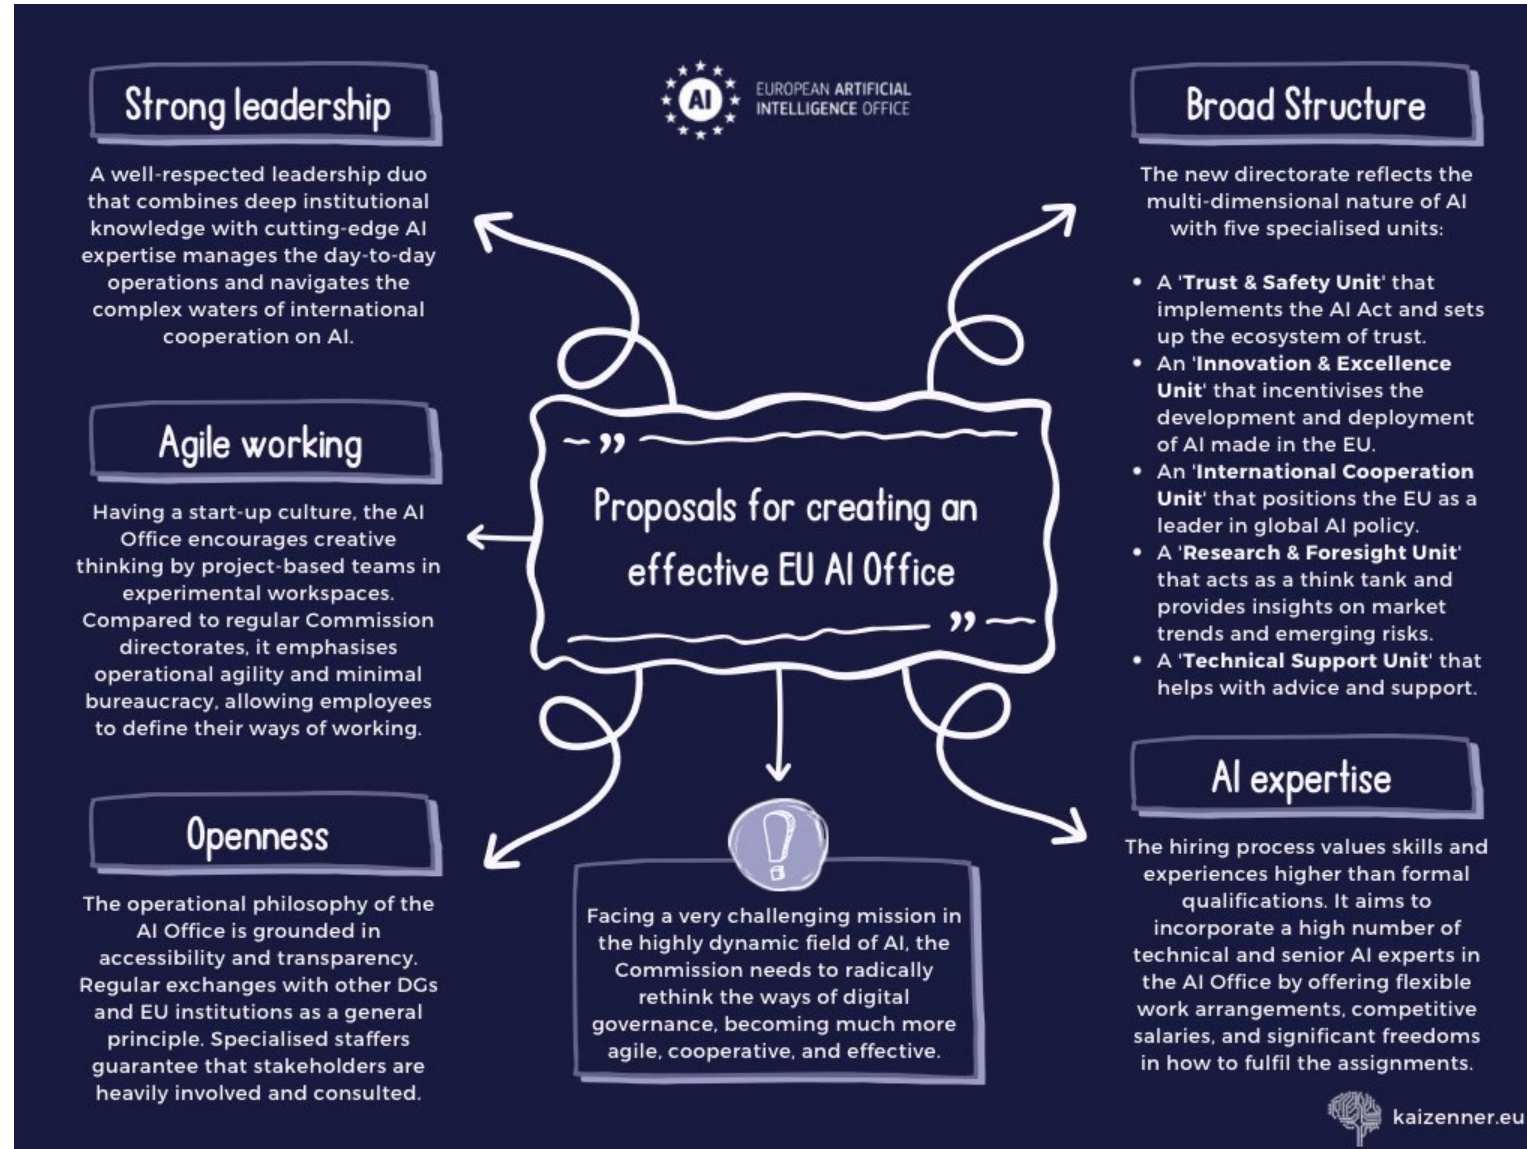 EUROPEAN ARTIFICIAL
INTELLIGENCE OFFICE
AI
Strong leadership
A well-respected leadership duo
that combines deep institutional
knowledge with cutting-edge AI
expertise manages the day-to-day
operations and navigates the
complex waters of international
cooperation on AI.
Agile working
Having a start-up culture, the AI
Office encourages creative
thinking by project-based teams in
experimental workspaces.
Compared to regular Commission
directorates, it emphasises
operational agility and minimal
bureaucracy, allowing employees
to define their ways of working.
Openness
The operational philosophy of the
AI Office is grounded in
accessibility and transparency.
Regular exchanges with other DGs
and EU institutions as a general
principle. Specialised staffers
guarantee that stakeholders are
heavily involved and consulted.
”
Proposals for creating an
effective EU AI Office
”
!
Facing a very challenging mission in
the highly dynamic field of AI, the
Commission needs to radically
rethink the ways of digital
governance, becoming much more
agile, cooperative, and effective.
Broad Structure
The new directorate reflects the
multi-dimensional nature of AI
with five specialised units:
• A 'Trust & Safety Unit' that
implements the AI Act and sets
up the ecosystem of trust.
• An 'Innovation & Excellence
Unit' that incentivises the
development and deployment
of AI made in the EU.
• An 'International Cooperation
Unit' that positions the EU as a
leader in global AI policy.
• A 'Research & Foresight Unit'
that acts as a think tank and
provides insights on market
trends and emerging risks.
• A 'Technical Support Unit' that
helps with advice and support.
AI expertise
The hiring process values skills and
experiences higher than formal
qualifications. It aims to
incorporate a high number of
technical and senior AI experts in
the AI Office by offering flexible
work arrangements, competitive
salaries, and significant freedoms
in how to fulfil the assignments.
kaizenner.eu